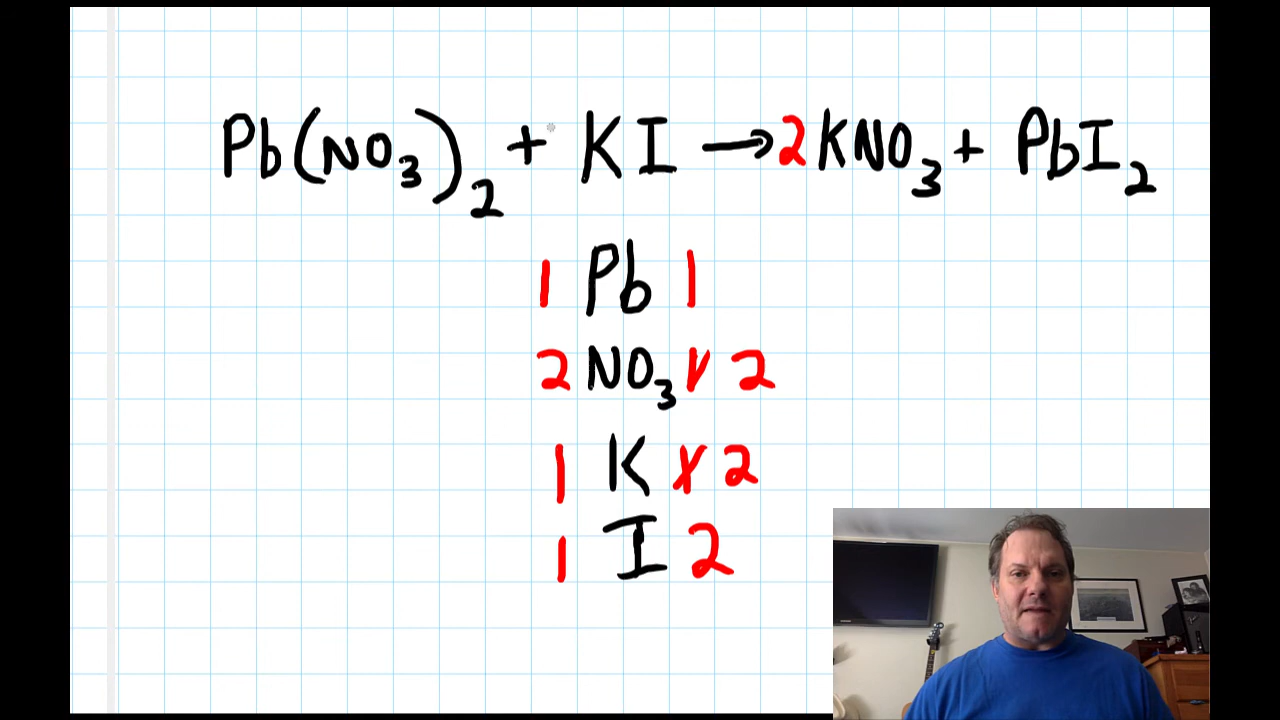 Pb(NO₃)₂ + KI → 2KNO₃ + PbI₂
1 Pb 1
2 NO₃ 1 2
1 K 1 2
1 I 2